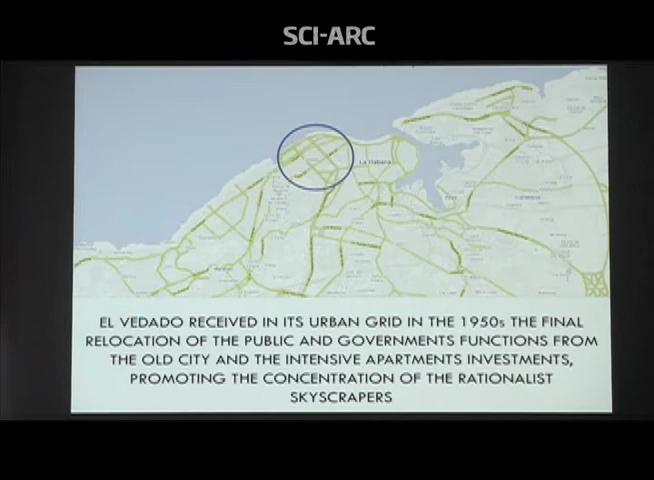 SCI-ARC
La Habana
EL VEDADO RECEIVED IN ITS URBAN GRID IN THE 1950s THE FINAL
RELOCATION OF THE PUBLIC AND GOVERNMENTS FUNCTIONS FROM
THE OLD CITY AND THE INTENSIVE APARTMENTS INVESTMENTS,
PROMOTING THE CONCENTRATION OF THE RATIONALIST
SKYSCRAPERS